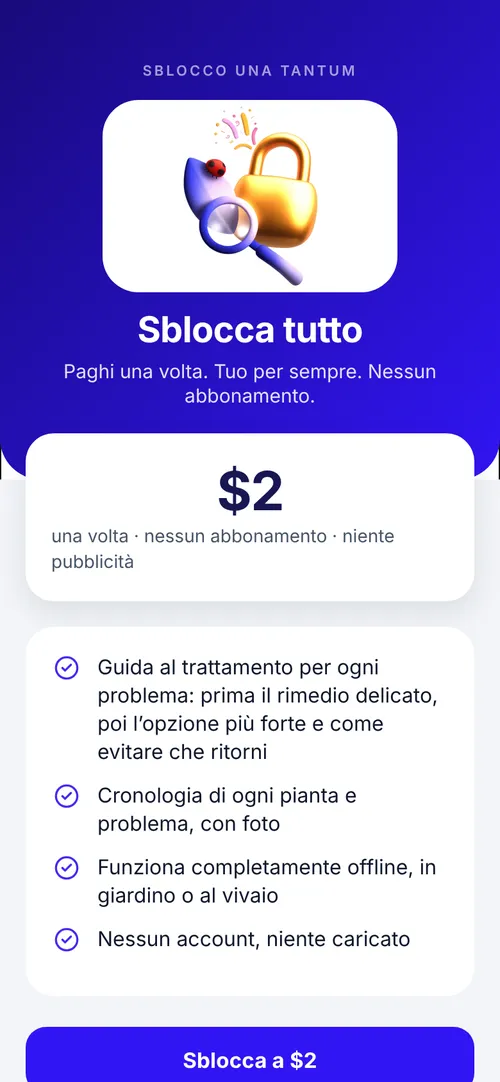 SBLOCCO UNA TANTUM
Sblocca tutto
Paghi una volta. Tuo per sempre. Nessun
abbonamento.
$2
una volta · nessun abbonamento · niente
pubblicità
Guida al trattamento per ogni
problema: prima il rimedio delicato,
poi l’opzione più forte e come
evitare che ritorni
Cronologia di ogni pianta e
problema, con foto
Funziona completamente offline, in
giardino o al vivaio
Nessun account, niente caricato
Sblocca a $2